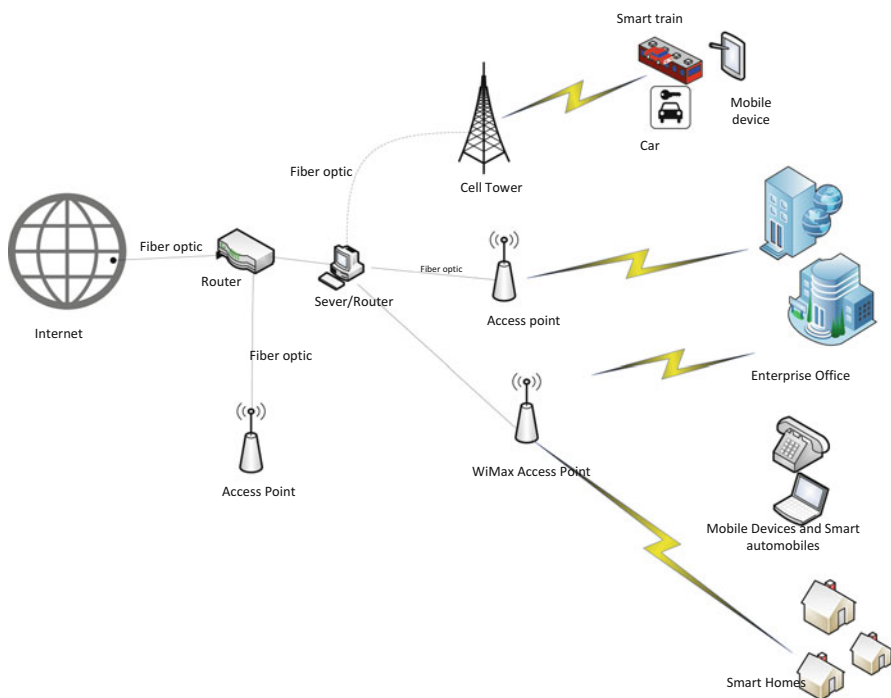 Smart train
Mobile
device
Car
Fiber optic
Cell Tower
Fiber optic
Fiber optic
Router
Sever/Router
Access point
Internet
Fiber optic
Enterprise Office
WiMax Access Point
Access Point
Mobile Devices and Smart
automobiles
Smart Homes